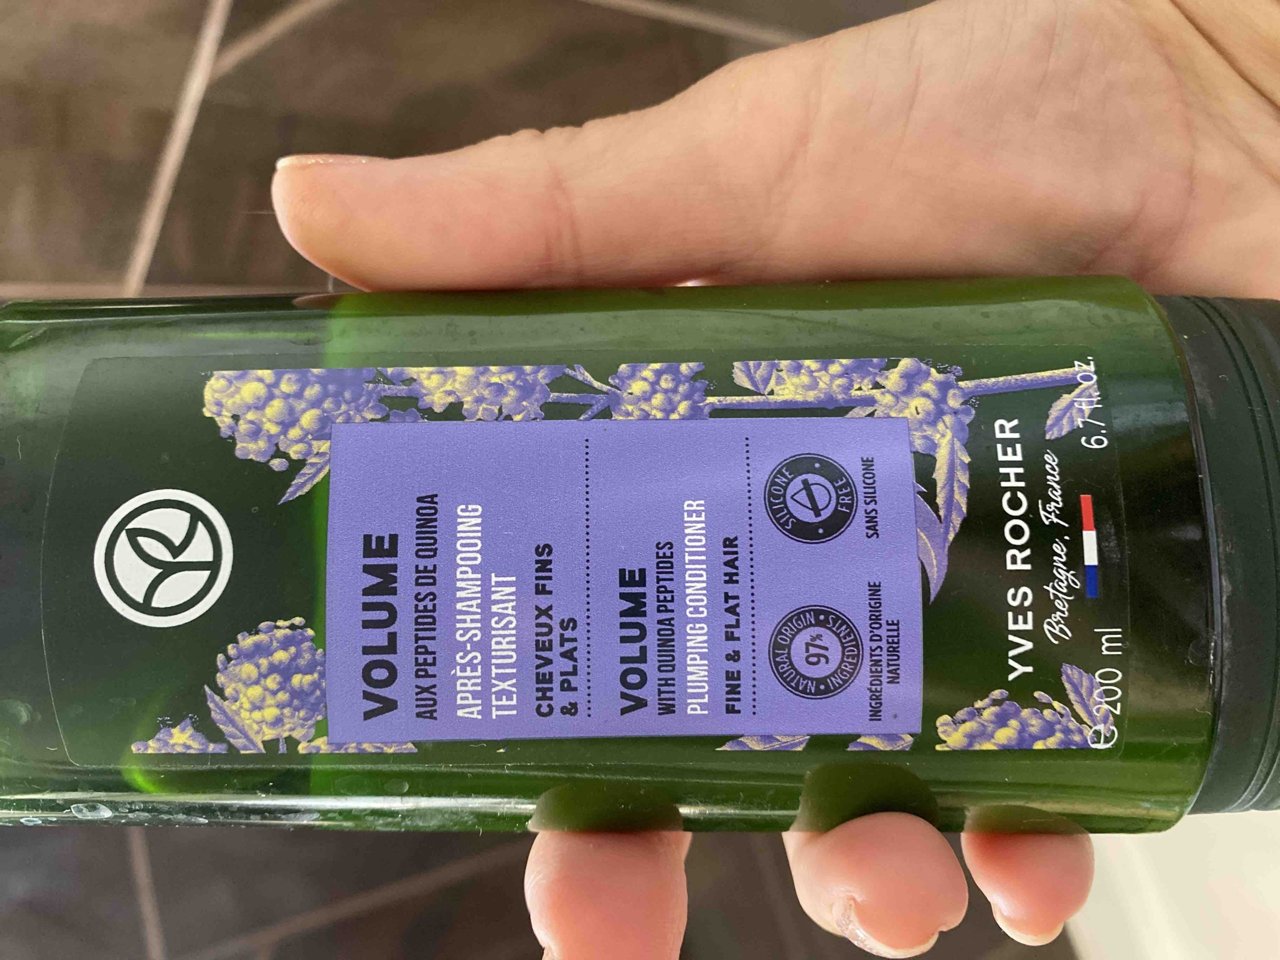 VOLUME
AUX PEPTIDES DE QUINOA
APRÈS-SHAMPOOING
TEXTURISANT
CHEVEUX FINS
& PLATS
VOLUME
WITH QUINOA PEPTIDES
PLUMPING CONDITIONER
FINE & FLAT HAIR
NATURAL ORIGIN • INGREDIENTS •
97%
INGRÉDIENTS D'ORIGINE
NATURELLE
SILICONE FREE
SANS SILICONE
YVES ROCHER
Bretagne, France
℮ 200 ml 6.7 fl.oz.